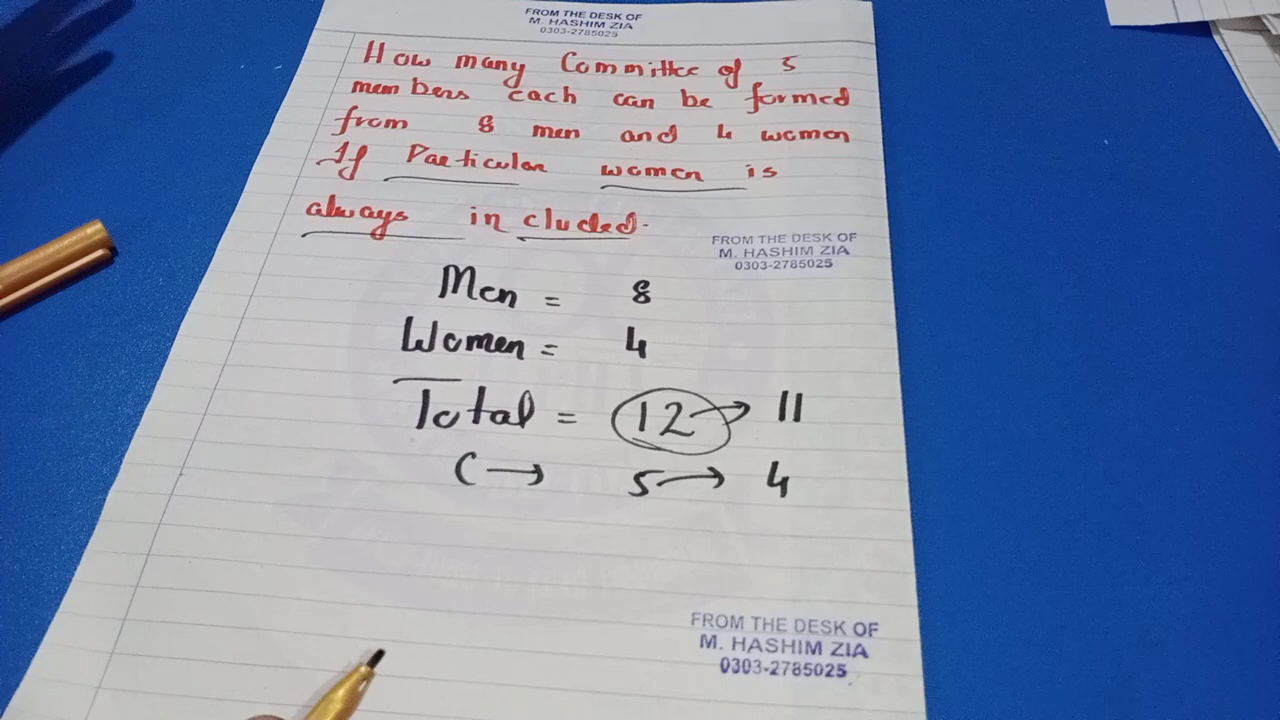 FROM THE DESK OF
M. HASHIM ZIA
0303-2785025
How many Committee of 5
members each can be formed
from 8 men and 4 women
If Particular women is
always included.
FROM THE DESK OF
M. HASHIM ZIA
0303-2785025
Men = 8
Women = 4
Total = 12 → 11
C → 5 → 4
FROM THE DESK OF
M. HASHIM ZIA
0303-2785025